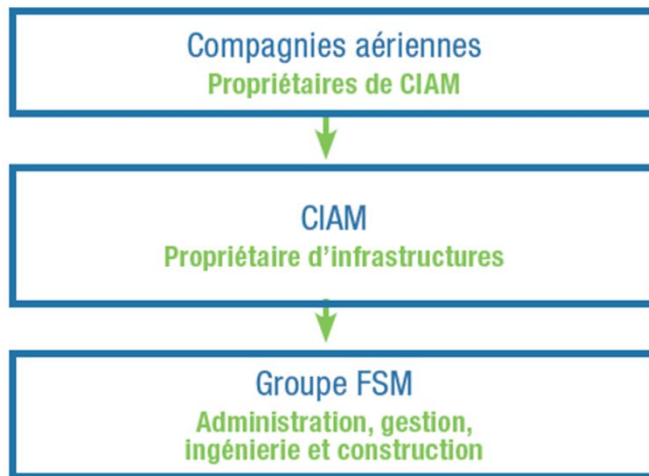 Compagnies aériennes
Propriétaires de CIAM
CIAM
Propriétaire d’infrastructures
Groupe FSM
Administration, gestion,
ingénierie et construction